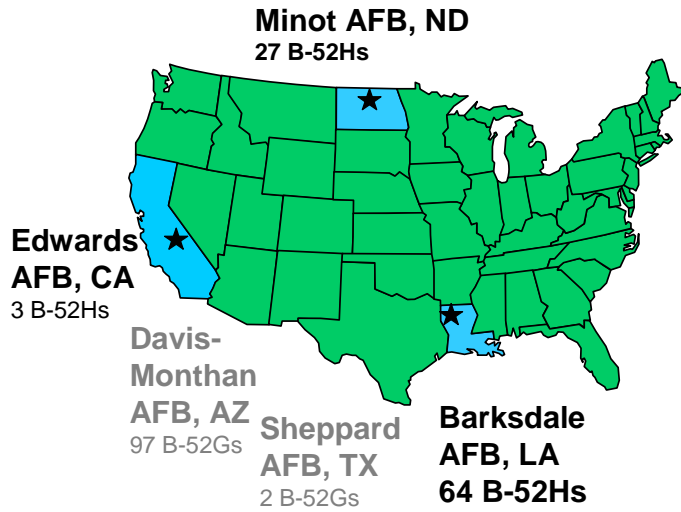 Minot AFB, ND
27 B-52Hs
Edwards
AFB, CA
3 B-52Hs
Davis-
Monthan
AFB, AZ
97 B-52Gs
Sheppard
AFB, TX
2 B-52Gs
Barksdale
AFB, LA
64 B-52Hs